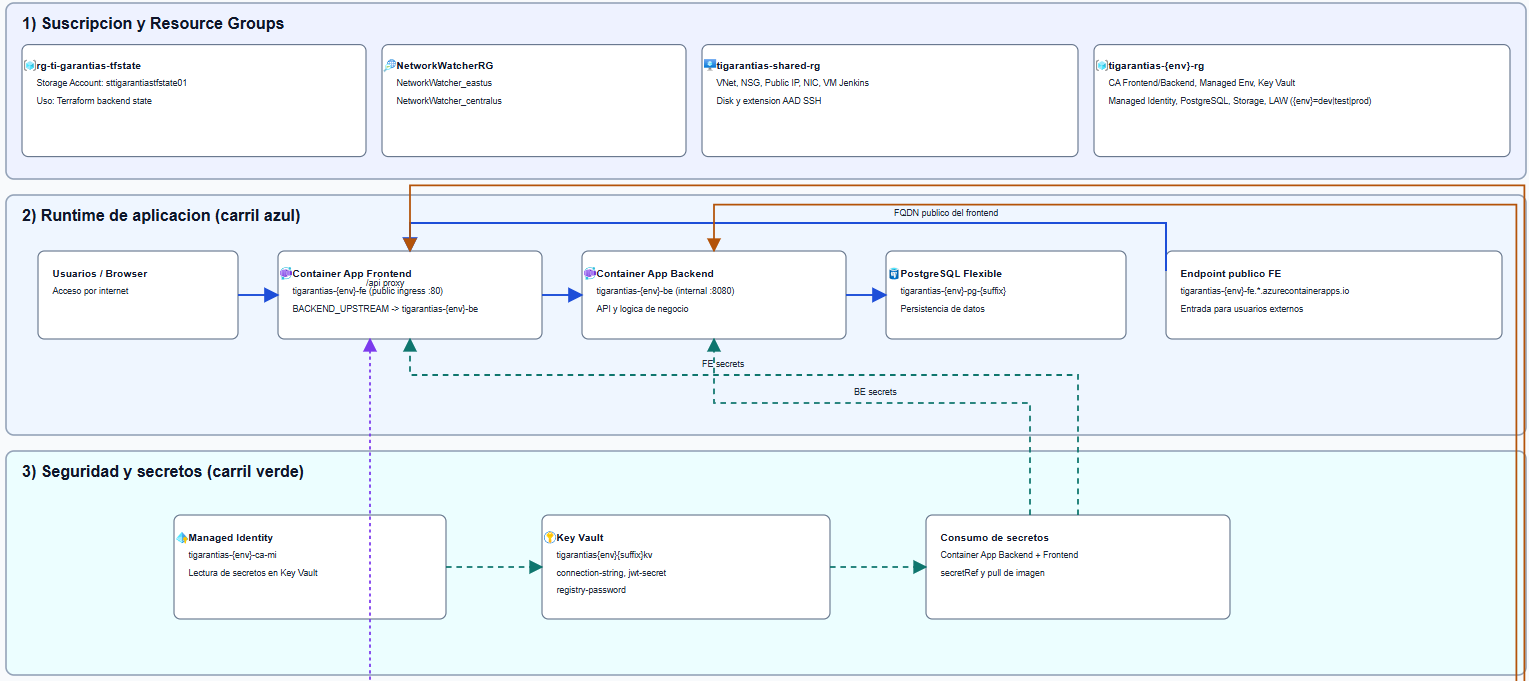 1) Suscripcion y Resource Groups
rg-ti-garantias-tfstate
Storage Account: sttigarantiastfstate01
Uso: Terraform backend state
NetworkWatcherRG
NetworkWatcher_eastus
NetworkWatcher_centralus
tigarantias-shared-rg
VNet, NSG, Public IP, NIC, VM Jenkins
Disk y extension AAD SSH
tigarantias-{env}-rg
CA Frontend/Backend, Managed Env, Key Vault
Managed Identity, PostgreSQL, Storage, LAW ({env}=dev|test|prod)
2) Runtime de aplicacion (carril azul)
FQDN publico del frontend
Usuarios / Browser
Acceso por internet
Container App Frontend
/api proxy
tigarantias-{env}-fe (public ingress :80)
BACKEND_UPSTREAM -> tigarantias-{env}-be
Container App Backend
tigarantias-{env}-be (internal :8080)
API y logica de negocio
PostgreSQL Flexible
tigarantias-{env}-pg-{suffix}
Persistencia de datos
Endpoint publico FE
tigarantias-{env}-fe.*.azurecontainerapps.io
Entrada para usuarios externos
FE secrets
BE secrets
3) Seguridad y secretos (carril verde)
Managed Identity
tigarantias-{env}-ca-mi
Lectura de secretos en Key Vault
Key Vault
tigarantias{env}{suffix}kv
connection-string, jwt-secret
registry-password
Consumo de secretos
Container App Backend + Frontend
secretRef y pull de imagen